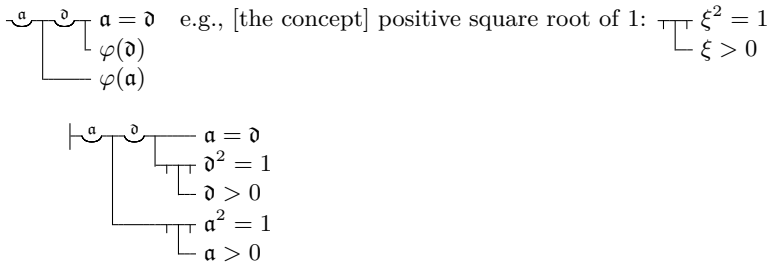 𝔞 𝔡 𝔞 = 𝔡 e.g., [the concept] positive square root of 1: ξ² = 1
φ(𝔡) ξ > 0
φ(𝔞)
𝔞 𝔡 𝔞 = 𝔡
𝔡² = 1
𝔡 > 0
𝔞² = 1
𝔞 > 0